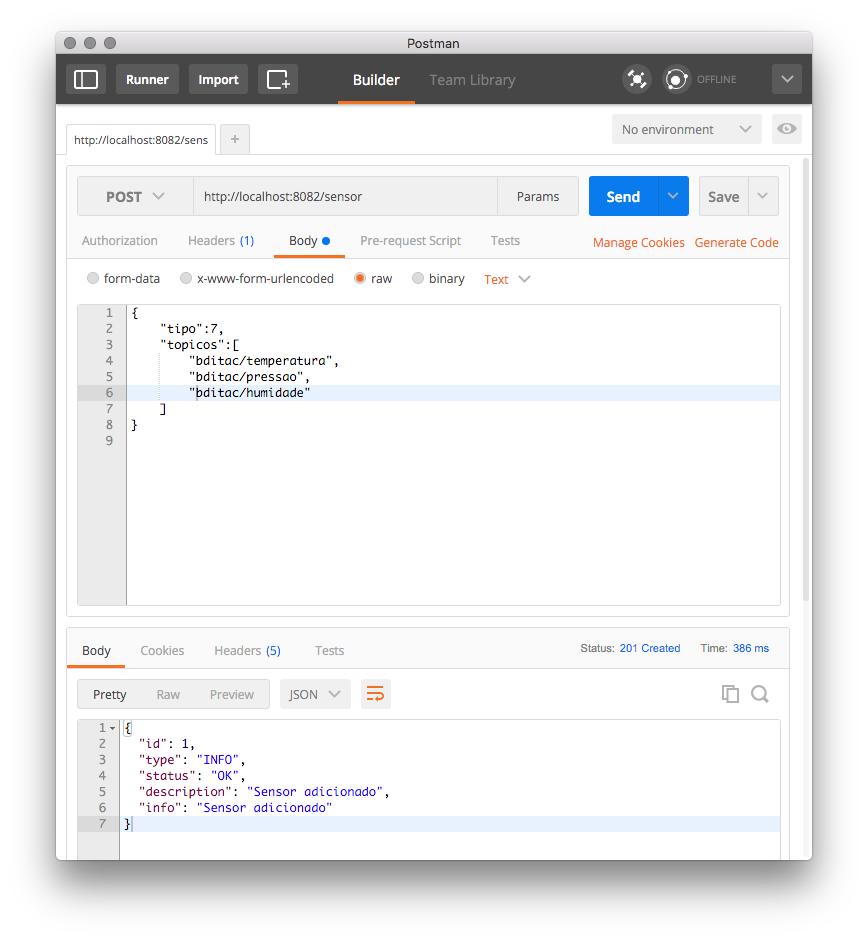 Postman
Runner Import Builder Team Library OFFLINE
http://localhost:8082/sens + No environment
POST http://localhost:8082/sensor Params Send Save
Authorization Headers (1) Body Pre-request Script Tests Manage Cookies Generate Code
form-data x-www-form-urlencoded raw binary Text
1 {
2 "tipo":7,
3 "topicos":[
4 "bditac/temperatura",
5 "bditac/pressao",
6 "bditac/humidade"
7 ]
8 }
9
Body Cookies Headers (5) Tests Status: 201 Created Time: 386 ms
Pretty Raw Preview JSON
1 {
2 "id": 1,
3 "type": "INFO",
4 "status": "OK",
5 "description": "Sensor adicionado",
6 "info": "Sensor adicionado"
7 }